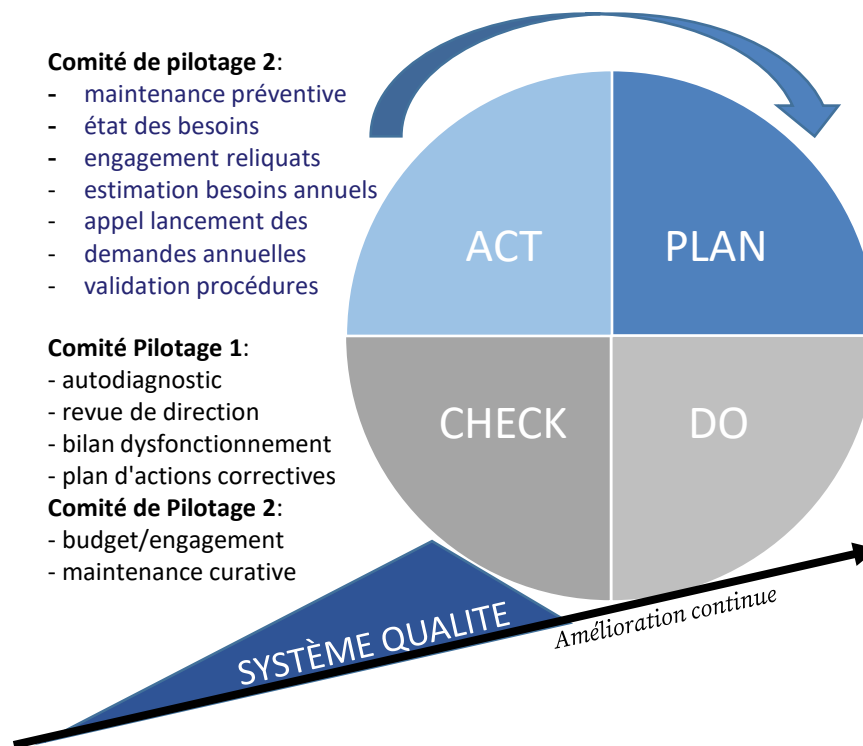 Comité de pilotage 2:
- maintenance préventive
- état des besoins
- engagement reliquats
- estimation besoins annuels
- appel lancement des
- demandes annuelles
- validation procédures
Comité Pilotage 1:
- autodiagnostic
- revue de direction
- bilan dysfonctionnement
- plan d'actions correctives
Comité de Pilotage 2:
- budget/engagement
- maintenance curative
ACT
PLAN
CHECK
DO
SYSTÈME QUALITE
Amélioration continue